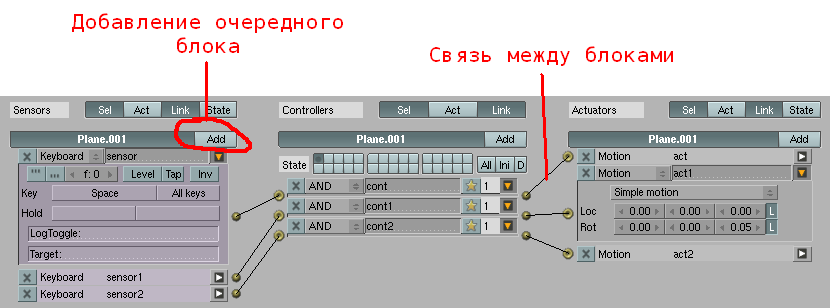 Добавление очередного
блока
Связь между блоками
Sensors Sel Act Link State
Controllers Sel Act Link
Actuators Sel Act Link State
Plane.001 Add
Plane.001 Add
Plane.001 Add
Keyboard sensor
f: 0 Level Tap Inv
Key Space All keys
Hold
LogToggle:
Target:
Keyboard sensor1
Keyboard sensor2
State All Ini D
AND cont 1
AND cont1 1
AND cont2 1
Motion act
Motion act1
Simple motion
Loc 0.00 0.00 0.00 L
Rot 0.00 0.00 0.05 L
Motion act2